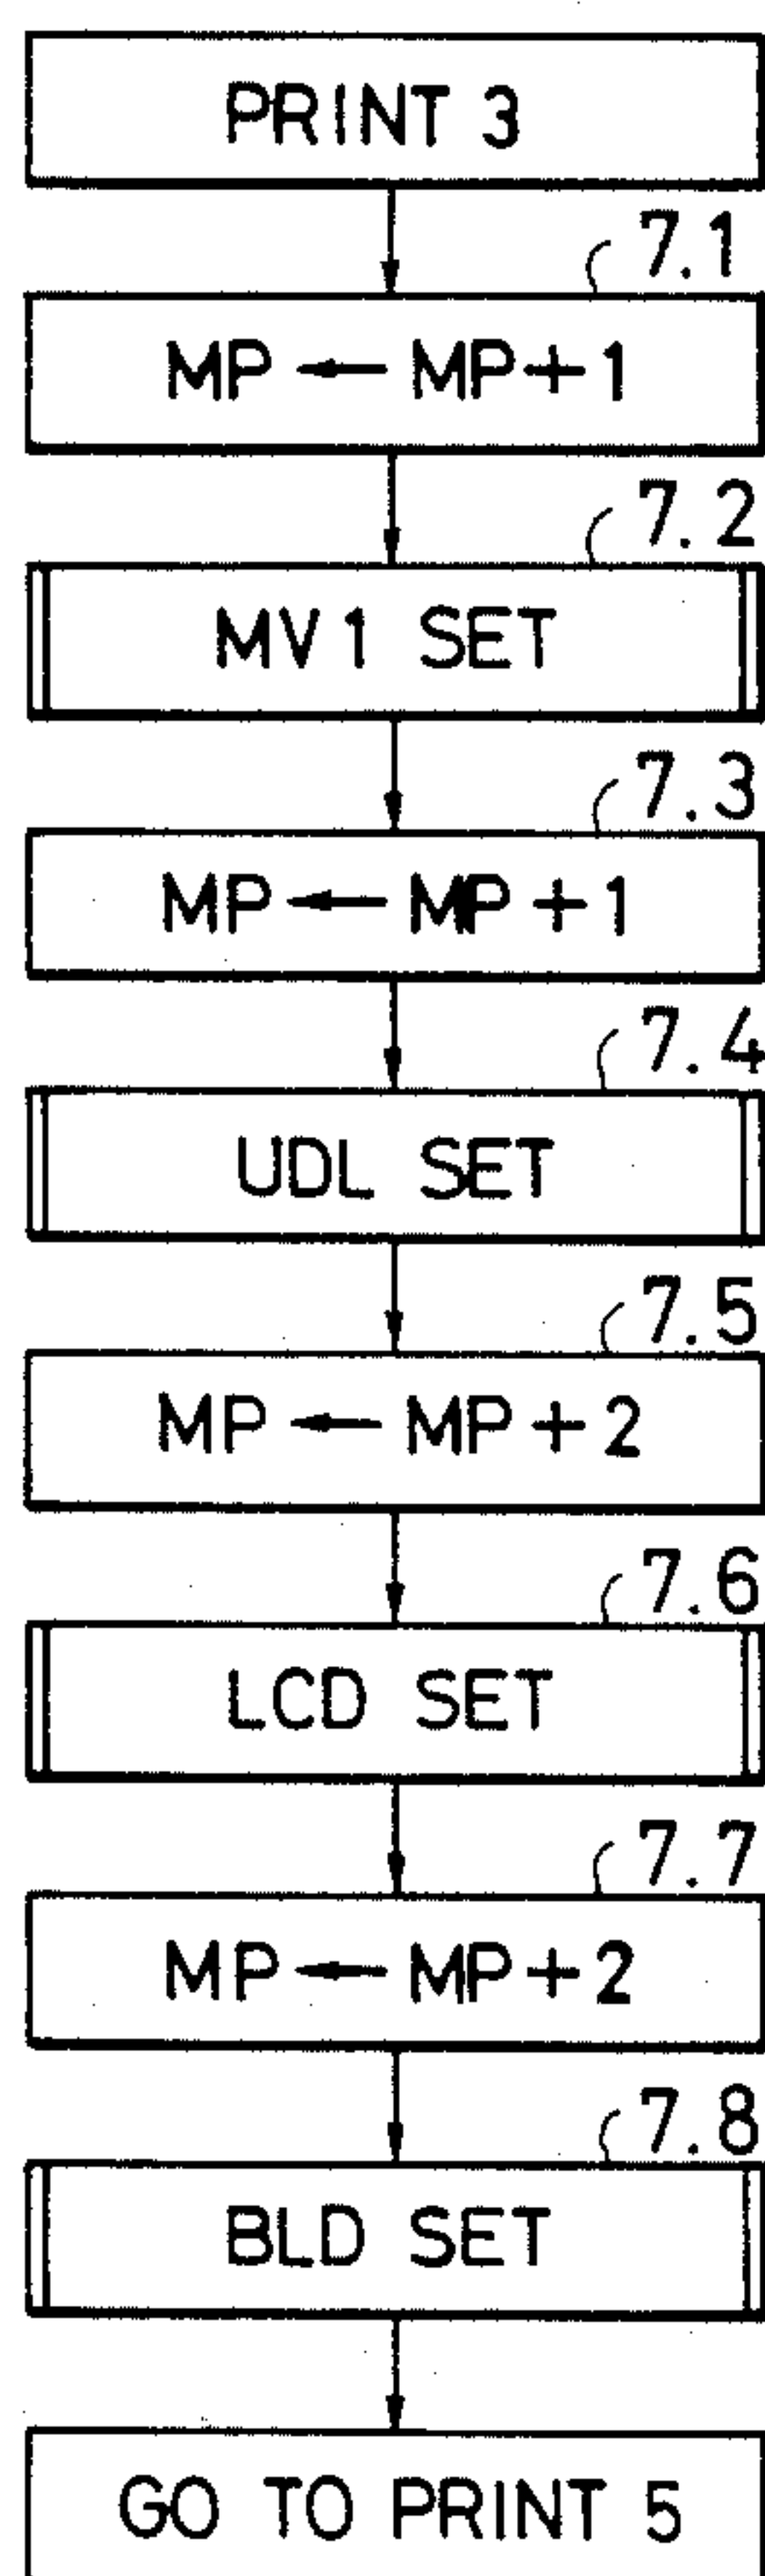 PRINT 3
7.1
MP ← MP+1
7.2
MV1 SET
7.3
MP ← MP+1
7.4
UDL SET
7.5
MP ← MP+2
7.6
LCD SET
7.7
MP ← MP+2
7.8
BLD SET
GO TO PRINT 5